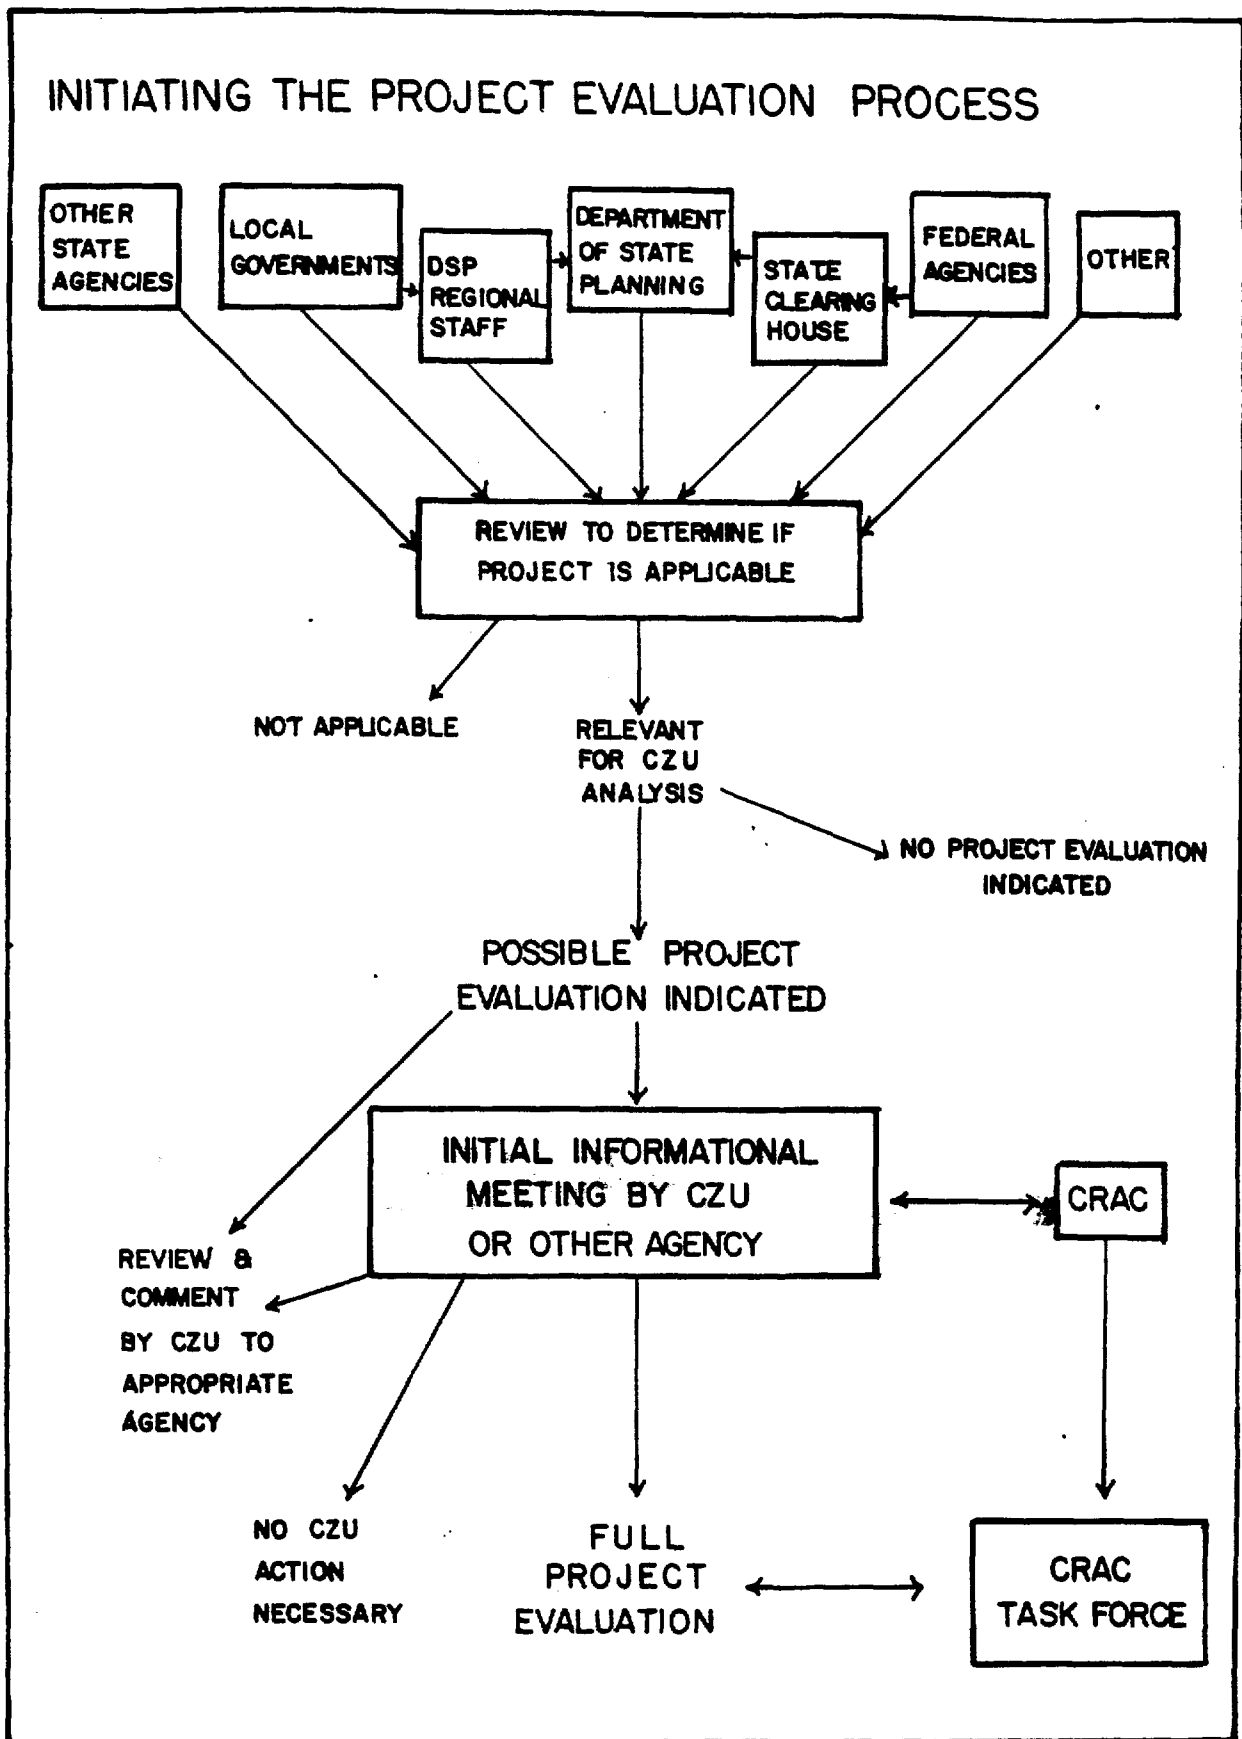 INITIATING THE PROJECT EVALUATION PROCESS
OTHER
STATE
AGENCIES
LOCAL
GOVERNMENTS
DSP
REGIONAL
STAFF
DEPARTMENT
OF STATE
PLANNING
STATE
CLEARING
HOUSE
FEDERAL
AGENCIES
OTHER
REVIEW TO DETERMINE IF
PROJECT IS APPLICABLE
NOT APPLICABLE
RELEVANT
FOR CZU
ANALYSIS
NO PROJECT EVALUATION
INDICATED
POSSIBLE PROJECT
EVALUATION INDICATED
INITIAL INFORMATIONAL
MEETING BY CZU
OR OTHER AGENCY
CRAC
REVIEW &
COMMENT
BY CZU TO
APPROPRIATE
AGENCY
NO CZU
ACTION
NECESSARY
FULL
PROJECT
EVALUATION
CRAC
TASK FORCE